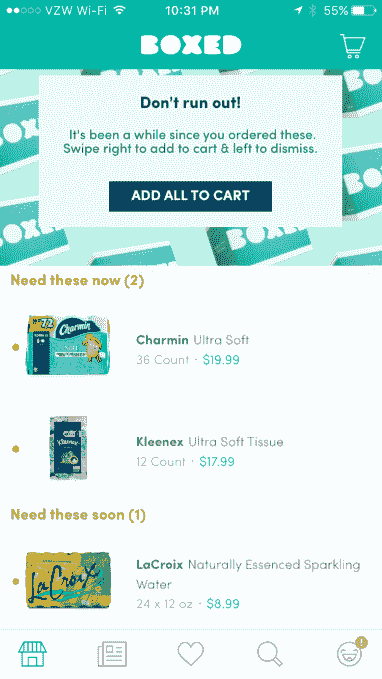 VZW Wi-Fi 10:31 PM 55%
BOXED
Don't run out!
It's been a while since you ordered these.
Swipe right to add to cart & left to dismiss.
ADD ALL TO CART
Need these now (2)
Charmin
Charmin Ultra Soft
36 Count · $19.99
Kleenex
Kleenex Ultra Soft Tissue
12 Count · $17.99
Need these soon (1)
LaCroix
LaCroix Naturally Essenced Sparkling
Water
24 x 12 oz · $8.99